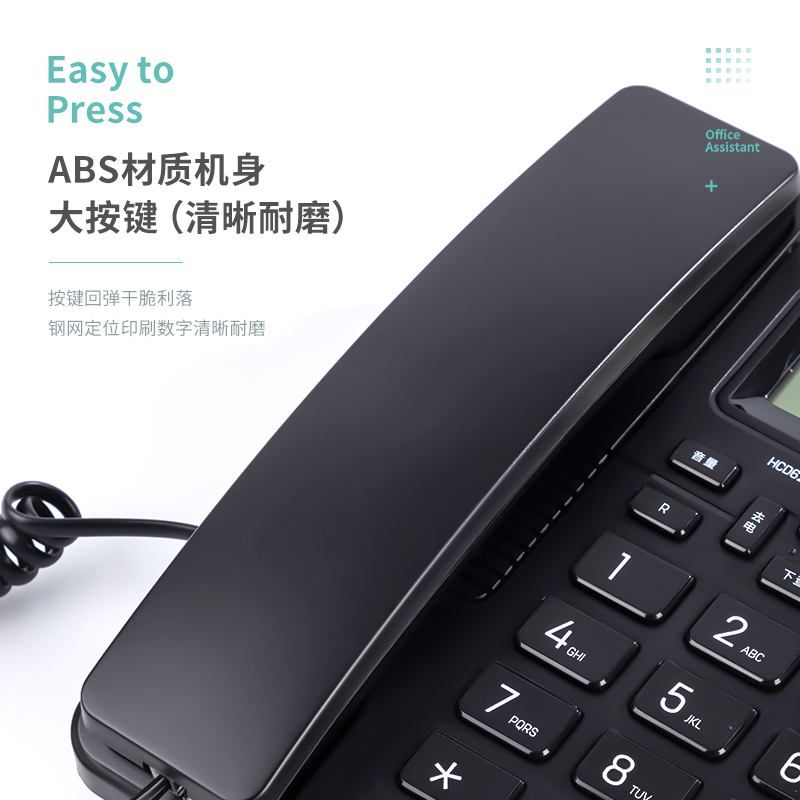 Easy to
Press
Office
Assistant
+
ABS材质机身
大按键（清晰耐磨）
按键回弹干脆利落
钢网定位印刷数字清晰耐磨
音量
R
去电
1
2 ABC
4 GHI
5 JKL
7 PQRS
8 TUV
6
*